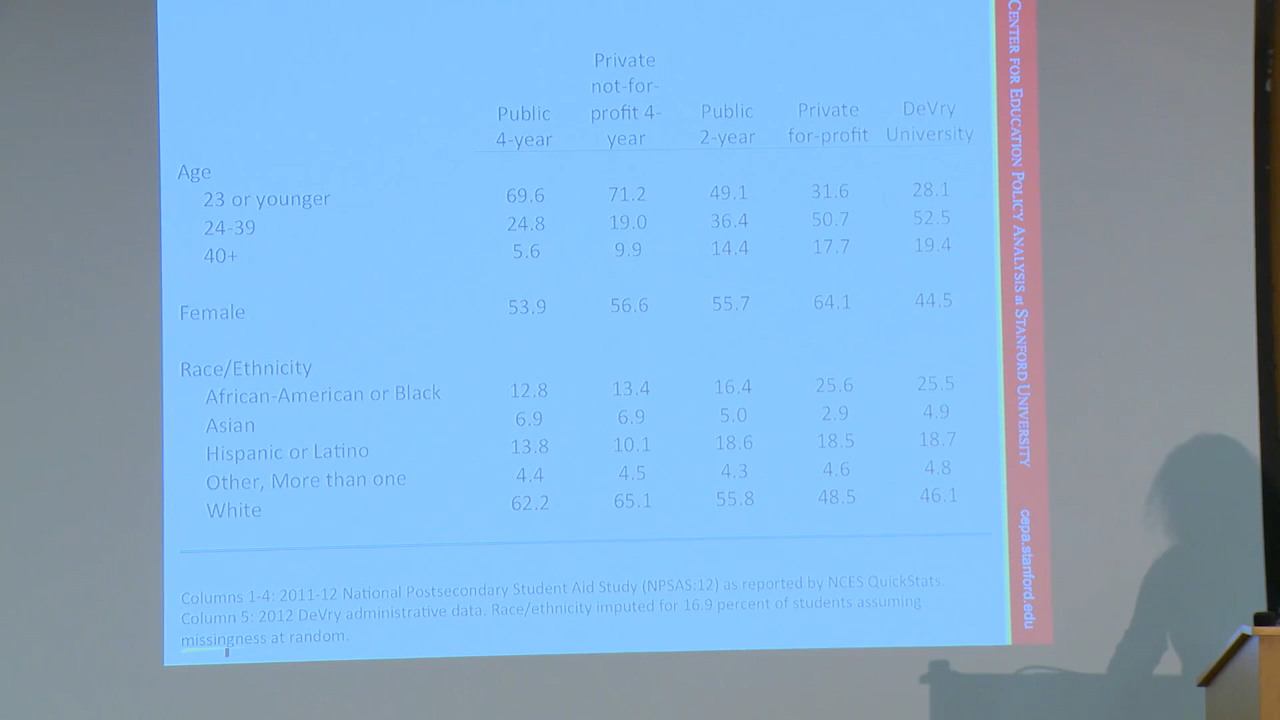 Private
not-for-
Public profit 4- Public Private DeVry
4-year year 2-year for-profit University
Age
23 or younger 69.6 71.2 49.1 31.6 28.1
24-39 24.8 19.0 36.4 50.7 52.5
40+ 5.6 9.9 14.4 17.7 19.4
Female 53.9 56.6 55.7 64.1 44.5
Race/Ethnicity
African-American or Black 12.8 13.4 16.4 25.6 25.5
Asian 6.9 6.9 5.0 2.9 4.9
Hispanic or Latino 13.8 10.1 18.6 18.5 18.7
Other, More than one 4.4 4.5 4.3 4.6 4.8
White 62.2 65.1 55.8 48.5 46.1
Columns 1-4: 2011-12 National Postsecondary Student Aid Study (NPSAS:12) as reported by NCES QuickStats.
Column 5: 2012 DeVry administrative data. Race/ethnicity imputed for 16.9 percent of students assuming
missingness at random.
CENTER FOR EDUCATION POLICY ANALYSIS at STANFORD UNIVERSITY
cepa.stanford.edu